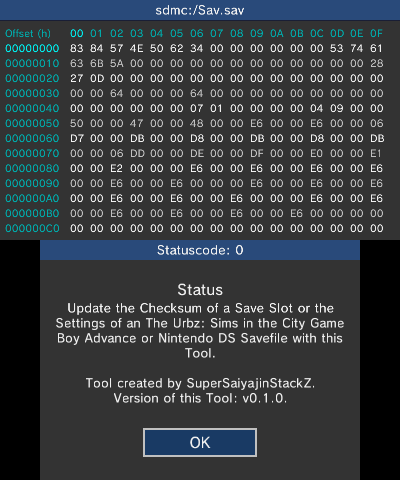 sdmc:/Sav.sav
Offset (h) 00 01 02 03 04 05 06 07 08 09 0A 0B 0C 0D 0E 0F
00000000 83 84 57 4E 50 62 34 00 00 00 00 00 00 53 74 61
00000010 63 6B 5A 00 00 00 00 00 00 00 00 00 00 00 00 28
00000020 27 0D 00 00 00 00 00 00 00 00 00 00 00 00 00 00
00000030 00 00 00 64 00 00 00 64 00 00 00 00 00 00 00 00
00000040 00 00 00 00 00 00 07 01 00 00 00 00 04 09 00 00
00000050 50 00 00 47 00 00 48 00 00 E6 00 00 E6 00 00 06
00000060 D7 00 00 DB 00 00 D8 00 00 DB 00 00 D8 00 00 DB
00000070 00 00 06 DD 00 00 DE 00 00 DF 00 00 E0 00 00 E1
00000080 00 00 E2 00 00 00 E6 00 00 E6 00 00 E6 00 00 E6
00000090 00 00 E6 00 00 E6 00 00 E6 00 00 E6 00 00 E6 00
000000A0 00 E6 00 00 E6 00 00 E6 00 00 E6 00 00 E6 00 00
000000B0 00 00 E6 00 00 E6 00 00 E6 00 00 E6 00 00 00 00
000000C0 00 00 00 00 00 00 00 00 00 00 00 00 00 00 00 00
Statuscode: 0
Status
Update the Checksum of a Save Slot or the
Settings of an The Urbz: Sims in the City Game
Boy Advance or Nintendo DS Savefile with this
Tool.
Tool created by SuperSaiyajinStackZ.
Version of this Tool: v0.1.0.
OK